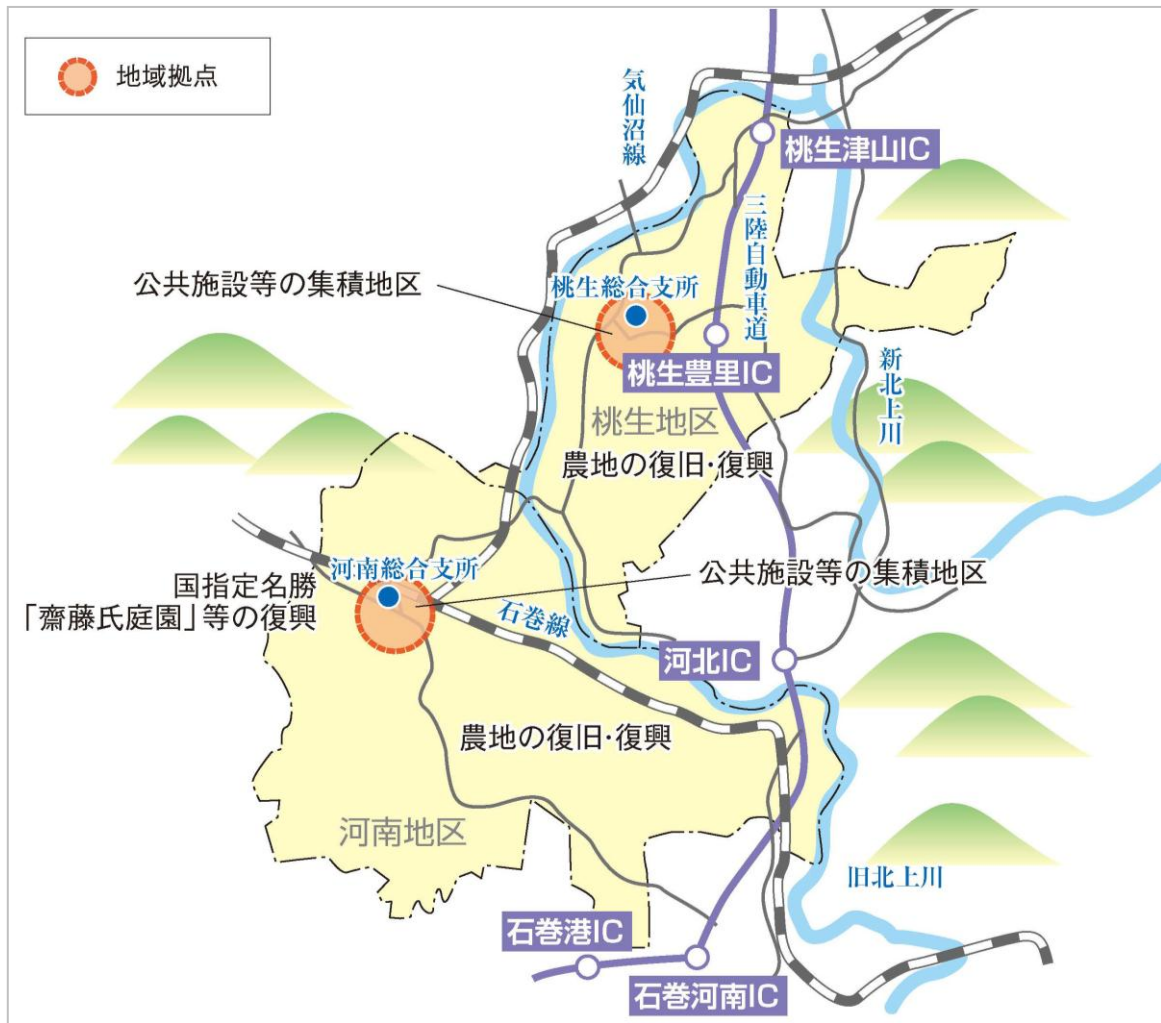 地域拠点
気仙沼線
桃生津山IC
三陸自動車道
公共施設等の集積地区
桃生総合支所
桃生豊里IC
新北上川
桃生地区
農地の復旧・復興
河南総合支所
公共施設等の集積地区
国指定名勝
「齋藤氏庭園」等の復興
石巻線
河北IC
農地の復旧・復興
河南地区
旧北上川
石巻港IC
石巻河南IC